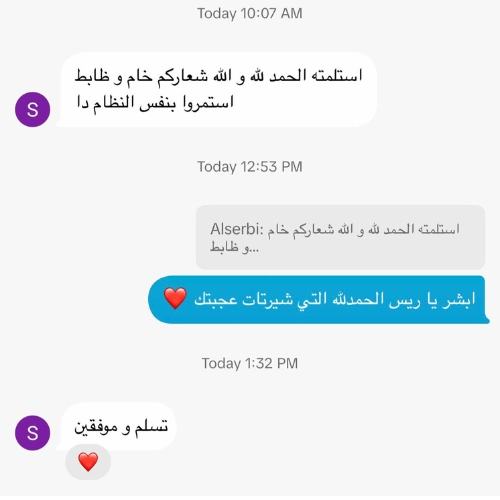 Today 10:07 AM
استلمته الحمد لله و الله شعاركم خام و ظابط
استمروا بنفس النظام دا
S
Today 12:53 PM
Alserbi: استلمته الحمد لله و الله شعاركم خام
و ظابط...
ابشر يا ريس الحمدلله التي شيرتات عجبتك ❤️
Today 1:32 PM
تسلم و موفقين
S
❤️